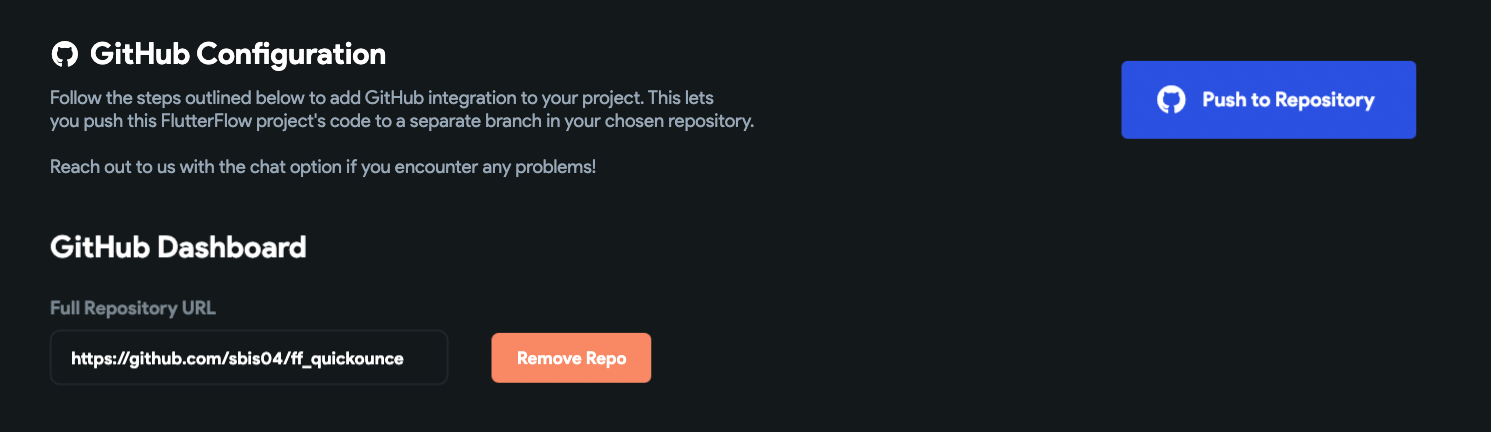 GitHub Configuration
Follow the steps outlined below to add GitHub integration to your project. This lets
you push this FlutterFlow project's code to a separate branch in your chosen repository.
Reach out to us with the chat option if you encounter any problems!
Push to Repository
GitHub Dashboard
Full Repository URL
https://github.com/sbis04/ff_quickounce
Remove Repo